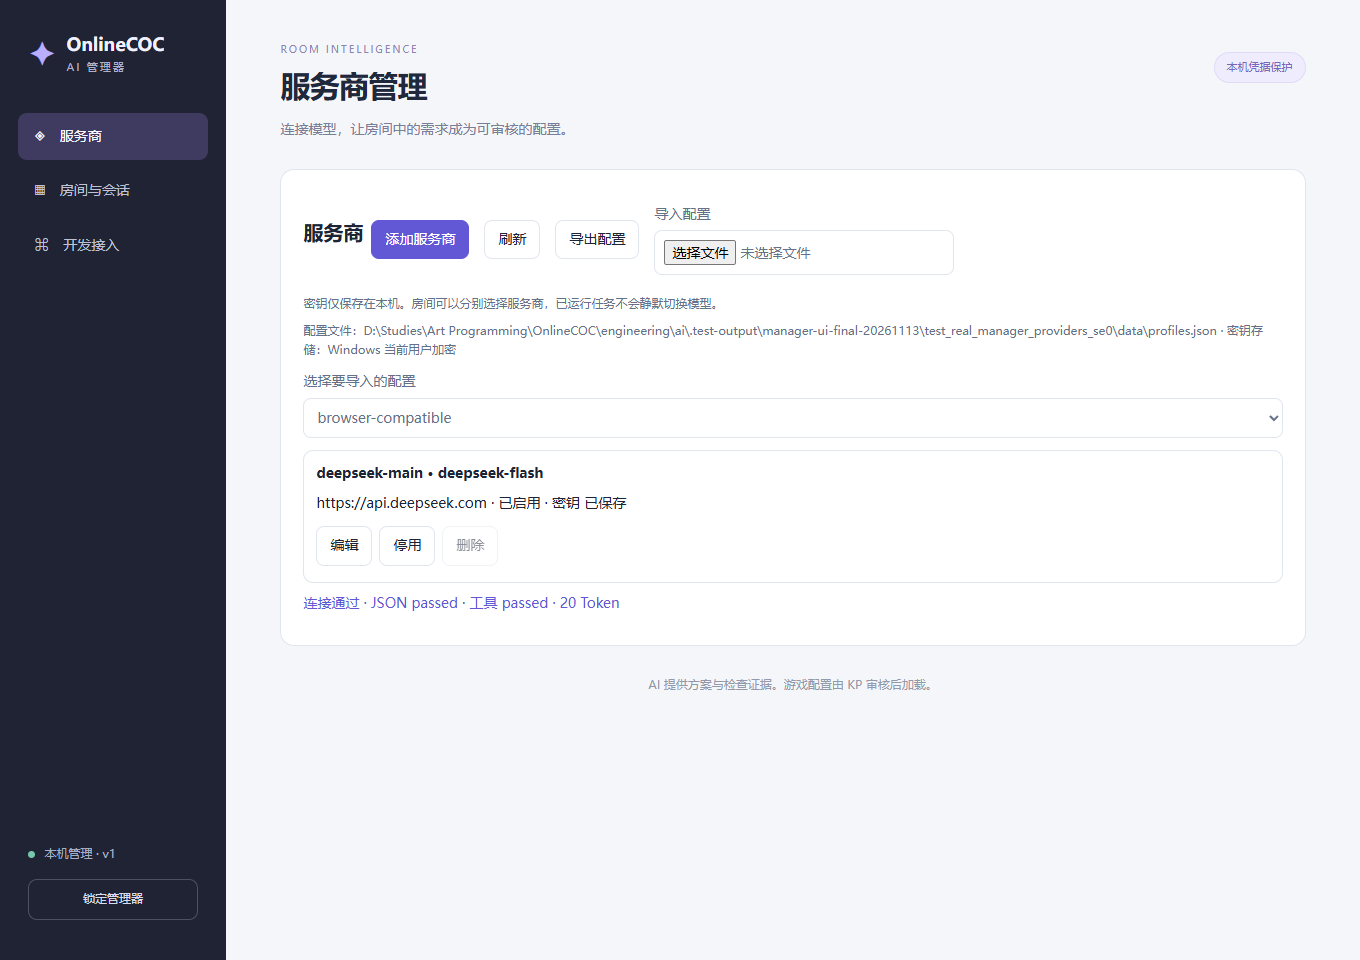 OnlineCOC
AI 管理器
服务商
房间与会话
开发接入
本机管理 · v1
锁定管理器
ROOM INTELLIGENCE
服务商管理
连接模型，让房间中的需求成为可审核的配置。
本机凭据保护
服务商
添加服务商
刷新
导出配置
导入配置
选择文件 未选择文件
密钥仅保存在本机。房间可以分别选择服务商，已运行任务不会静默切换模型。
配置文件：D:\Studies\Art Programming\OnlineCOC\engineering\ai\.test-output\manager-ui-final-20261113\test_real_manager_providers_se0\data\profiles.json · 密钥存
储：Windows 当前用户加密
选择要导入的配置
browser-compatible
deepseek-main • deepseek-flash
https://api.deepseek.com · 已启用 · 密钥 已保存
编辑
停用
删除
连接通过 · JSON passed · 工具 passed · 20 Token
AI 提供方案与检查证据。游戏配置由 KP 审核后加载。